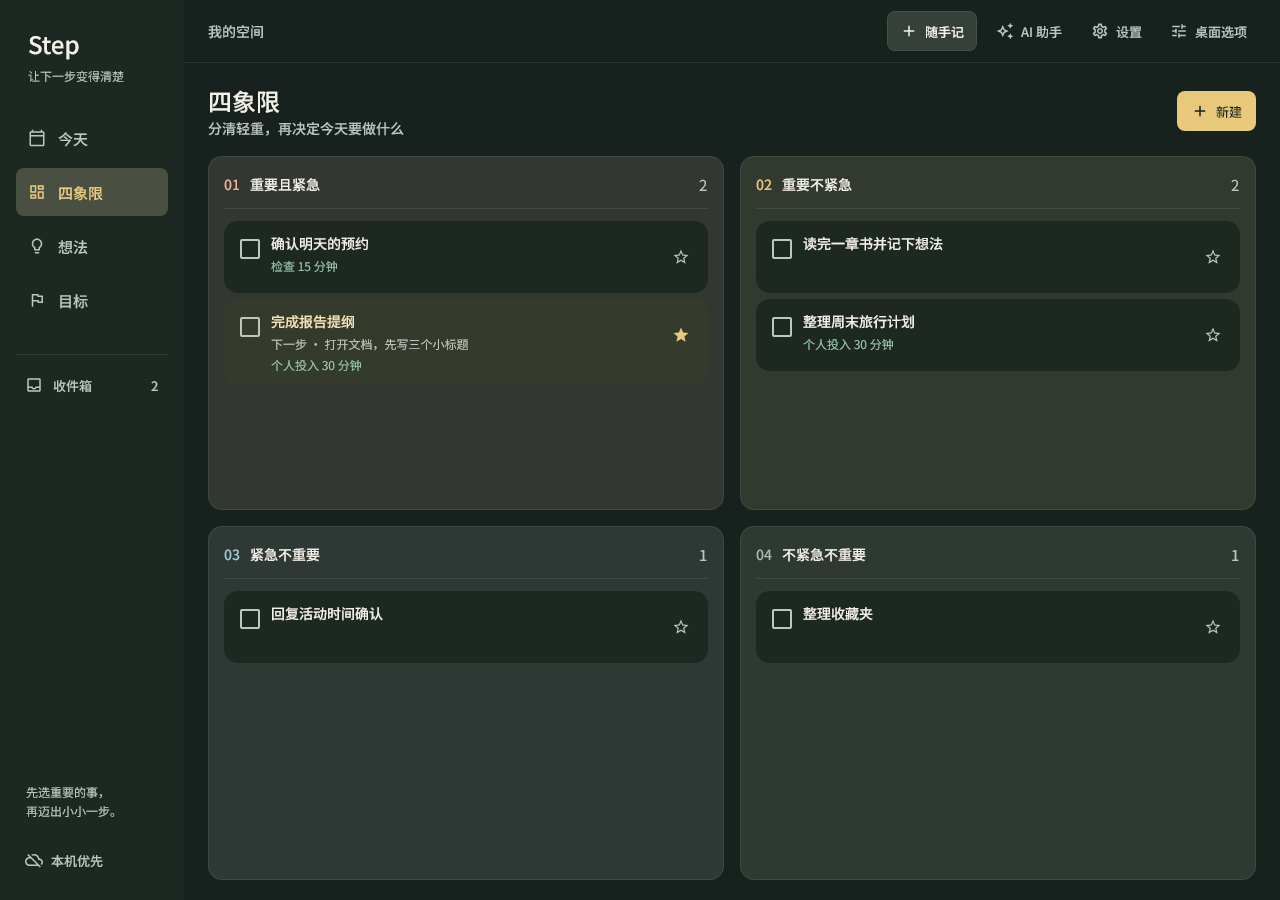 Step
让下一步变得清楚
今天
四象限
想法
目标
收件箱 2
先选重要的事，
再迈出小小一步。
本机优先
我的空间
随手记
AI 助手
设置
桌面选项
四象限
分清轻重，再决定今天要做什么
新建
01 重要且紧急 2
确认明天的预约
检查 15 分钟
完成报告提纲
下一步 · 打开文档，先写三个小标题
个人投入 30 分钟
02 重要不紧急 2
读完一章书并记下想法
整理周末旅行计划
个人投入 30 分钟
03 紧急不重要 1
回复活动时间确认
04 不紧急不重要 1
整理收藏夹